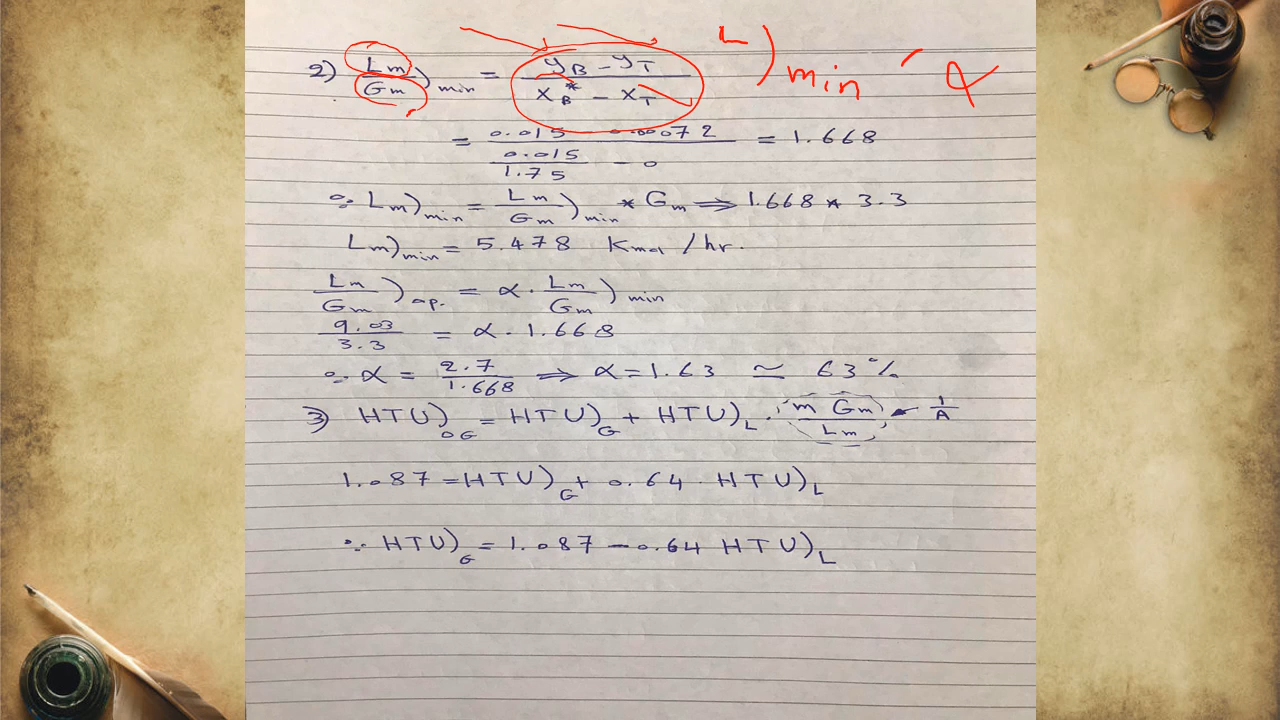 2) Lm/Gm)min = yB - yT / xB* - xT
L)min , α
= 0.015 - 0.00072 / (0.015/1.75 - 0) = 1.668
∴ Lm)min = Lm/Gm)min * Gm ⟹ 1.668 * 3.3
Lm)min = 5.478 Kmol/hr.
Lm/Gm)op. = α . Lm/Gm)min
9.03/3.3 = α . 1.668
∴ α = 2.7/1.668 ⟹ α = 1.63 ≃ 63%
3) HTU)OG = HTU)G + HTU)L . m Gm/Lm ← 1/A
1.087 = HTU)G + 0.64 . HTU)L
∴ HTU)G = 1.087 - 0.64 HTU)L